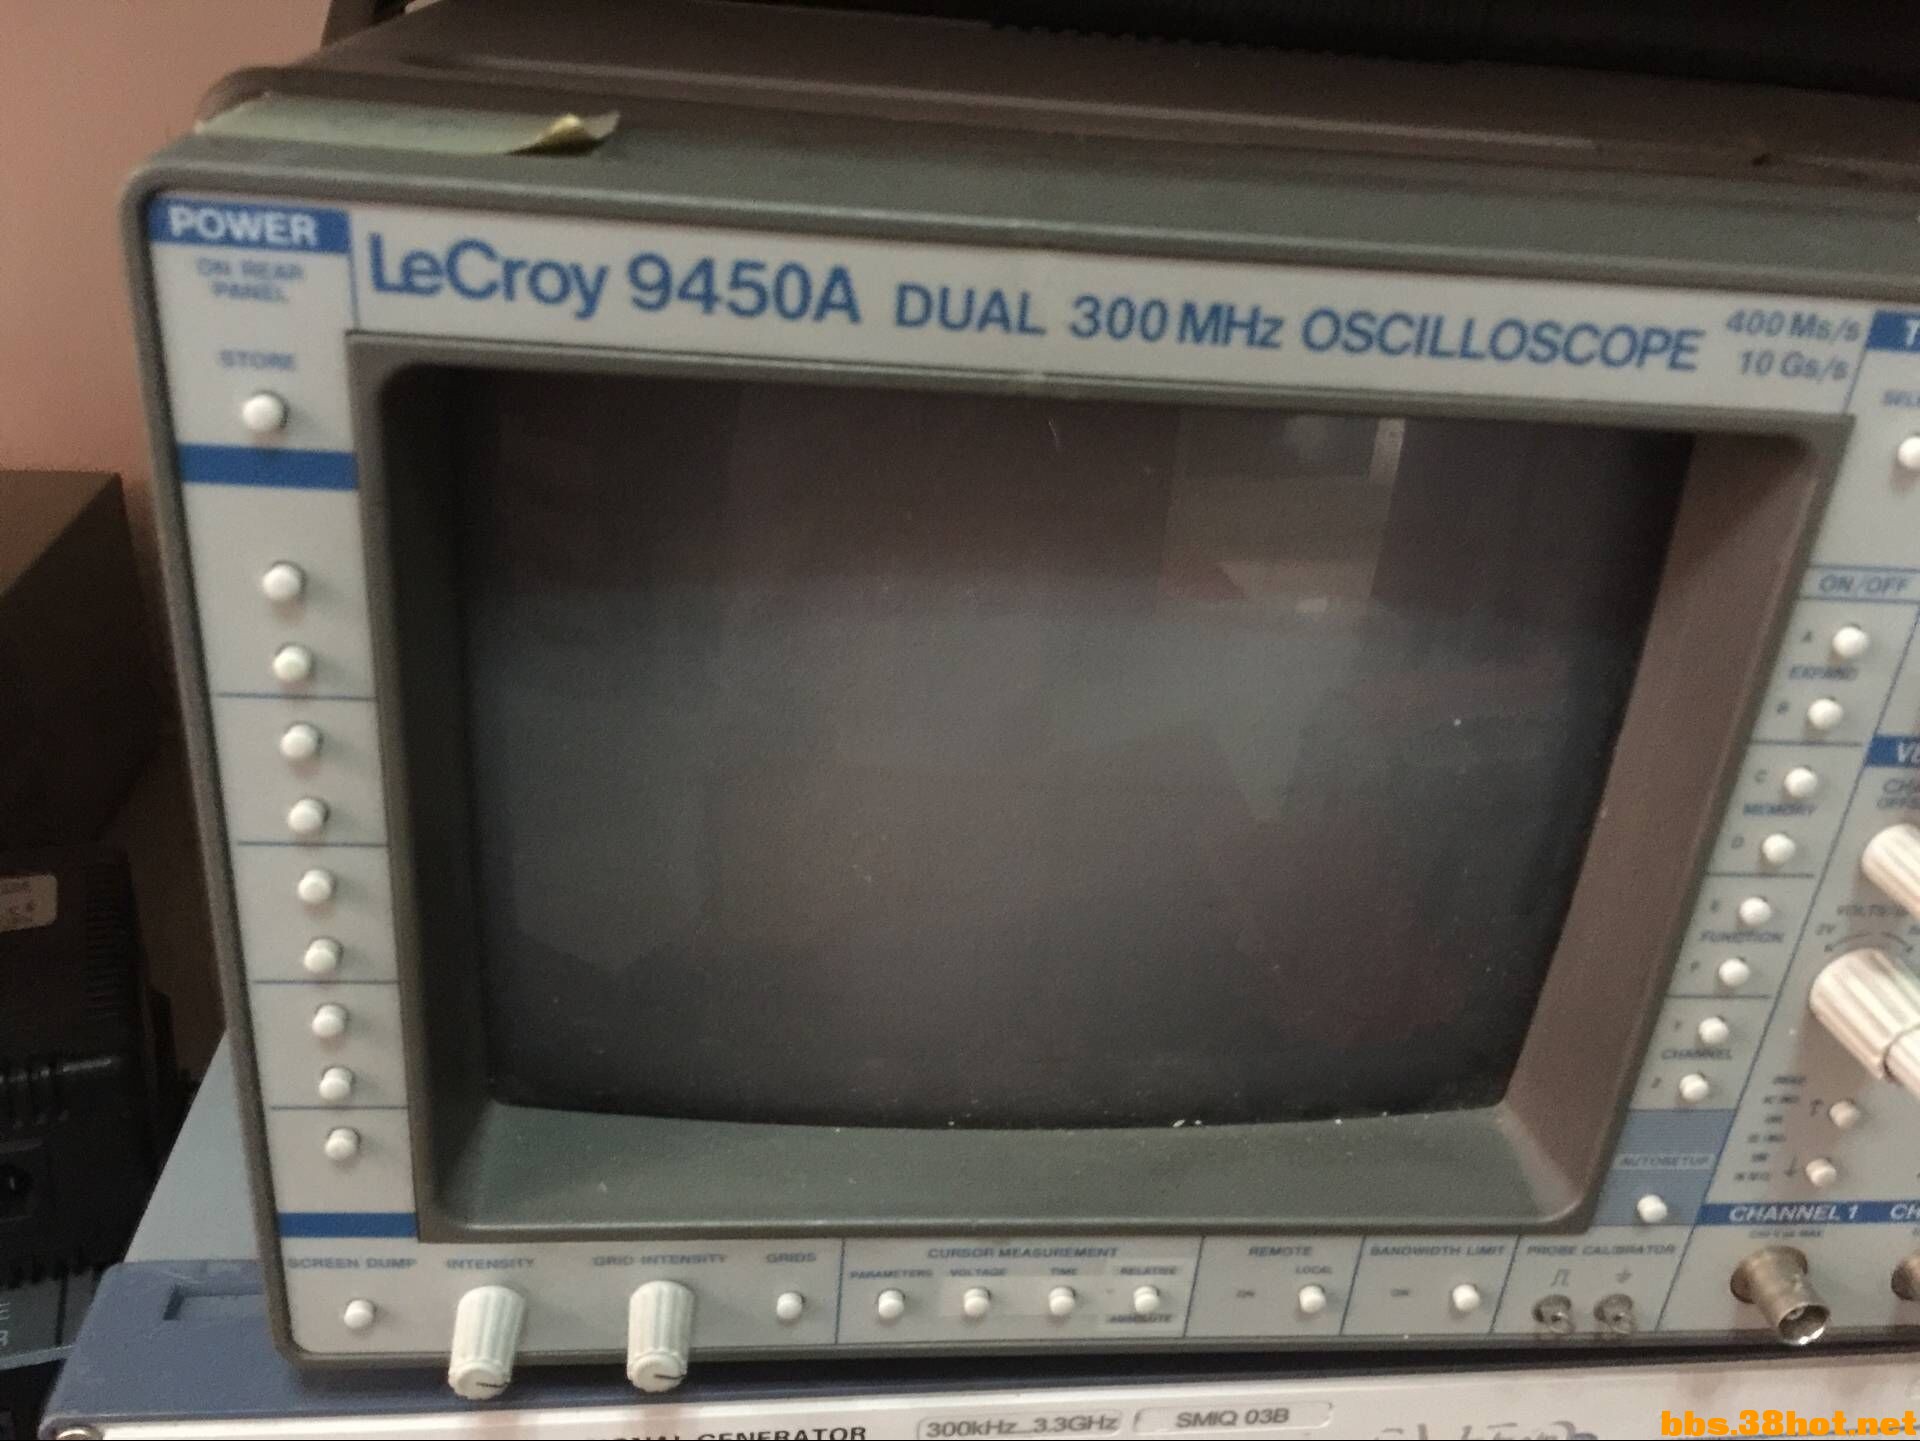 POWER
ON REAR
PANEL
STORE
LeCroy 9450A DUAL 300 MHz OSCILLOSCOPE
400 Ms/s
10 Gs/s
ON/OFF
A
EXPAND
B
C
MEMORY
D
E
FUNCTION
F
1
CHANNEL
2
AUTOSETUP
2V
CHANNEL 1
SCREEN DUMP
INTENSITY
GRID INTENSITY
GRIDS
CURSOR MEASUREMENT
PARAMETERS
VOLTAGE
TIME
RELATIVE
ABSOLUTE
REMOTE
ON
LOCAL
BANDWIDTH LIMIT
ON
PROBE CALIBRATOR
GENERATOR
300kHz...3.3GHz
SMIQ 03B
bbs.38hot.net